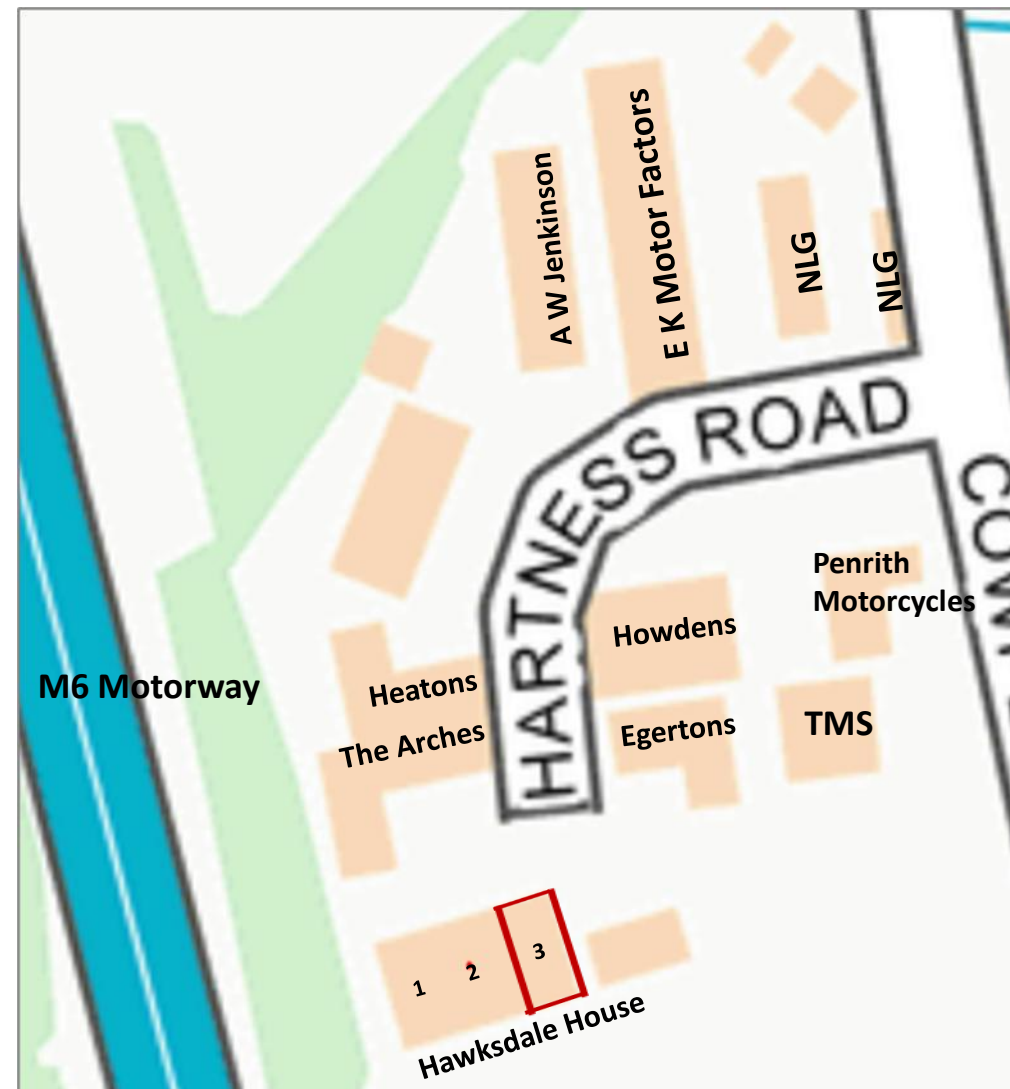 A W Jenkinson
E K Motor Factors
NLG
NLG
HARTNESS ROAD
Penrith
Motorcycles
Howdens
M6 Motorway
Heatons
The Arches
Egertons
TMS
1
2
3
Hawksdale House